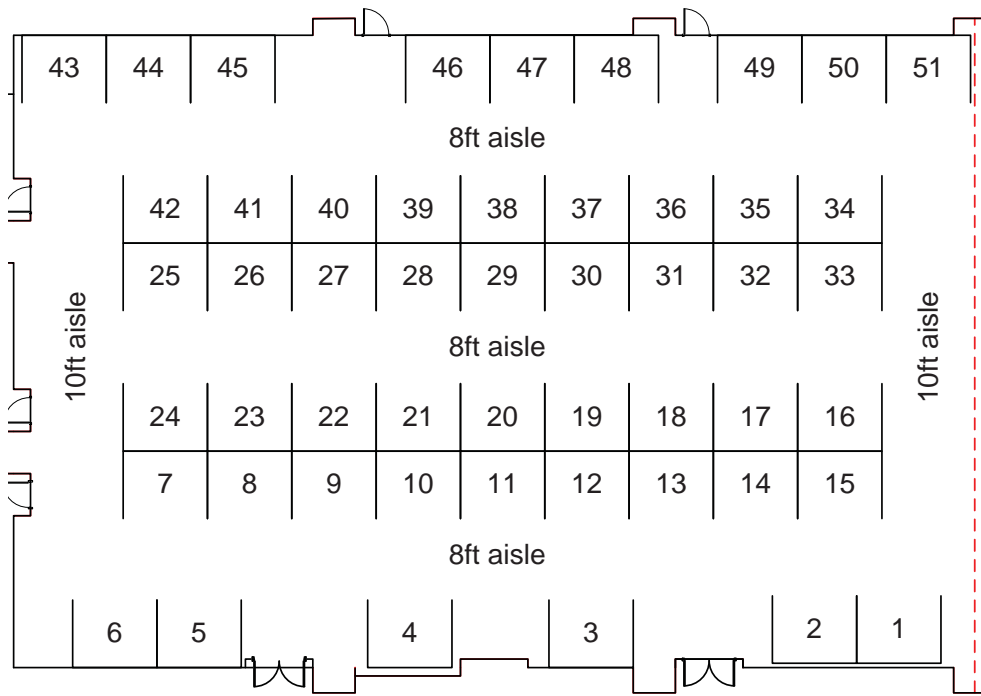 43 44 45 46 47 48 49 50 51
8ft aisle
42 41 40 39 38 37 36 35 34
25 26 27 28 29 30 31 32 33
10ft aisle
8ft aisle
10ft aisle
24 23 22 21 20 19 18 17 16
7 8 9 10 11 12 13 14 15
8ft aisle
6 5 4 3 2 1